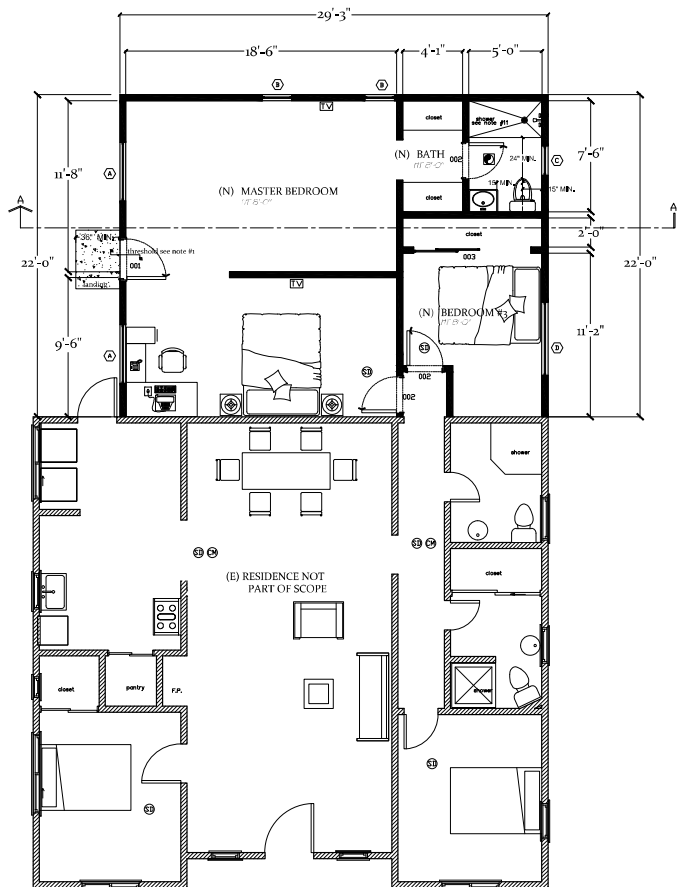 29'-3"
18'-6"
4'-1"
5'-0"
B
B
TV
closet
shower
see note #11
(N) BATH
002
24" MIN.
C
7'-6"
11'-8"
A
(N) MASTER BEDROOM
15" MIN.
15" MIN.
closet
A
A
36" MIN.
closet
2'-0"
threshold see note #1
001
003
22'-0"
22'-0"
landing
TV
(N) BEDROOM #3
11'-2"
9'-6"
A
SD
D
SD
002
002
shower
SD CM
SD CM
(E) RESIDENCE NOT
PART OF SCOPE
closet
closet
pantry
F.P.
shower
SD
SD